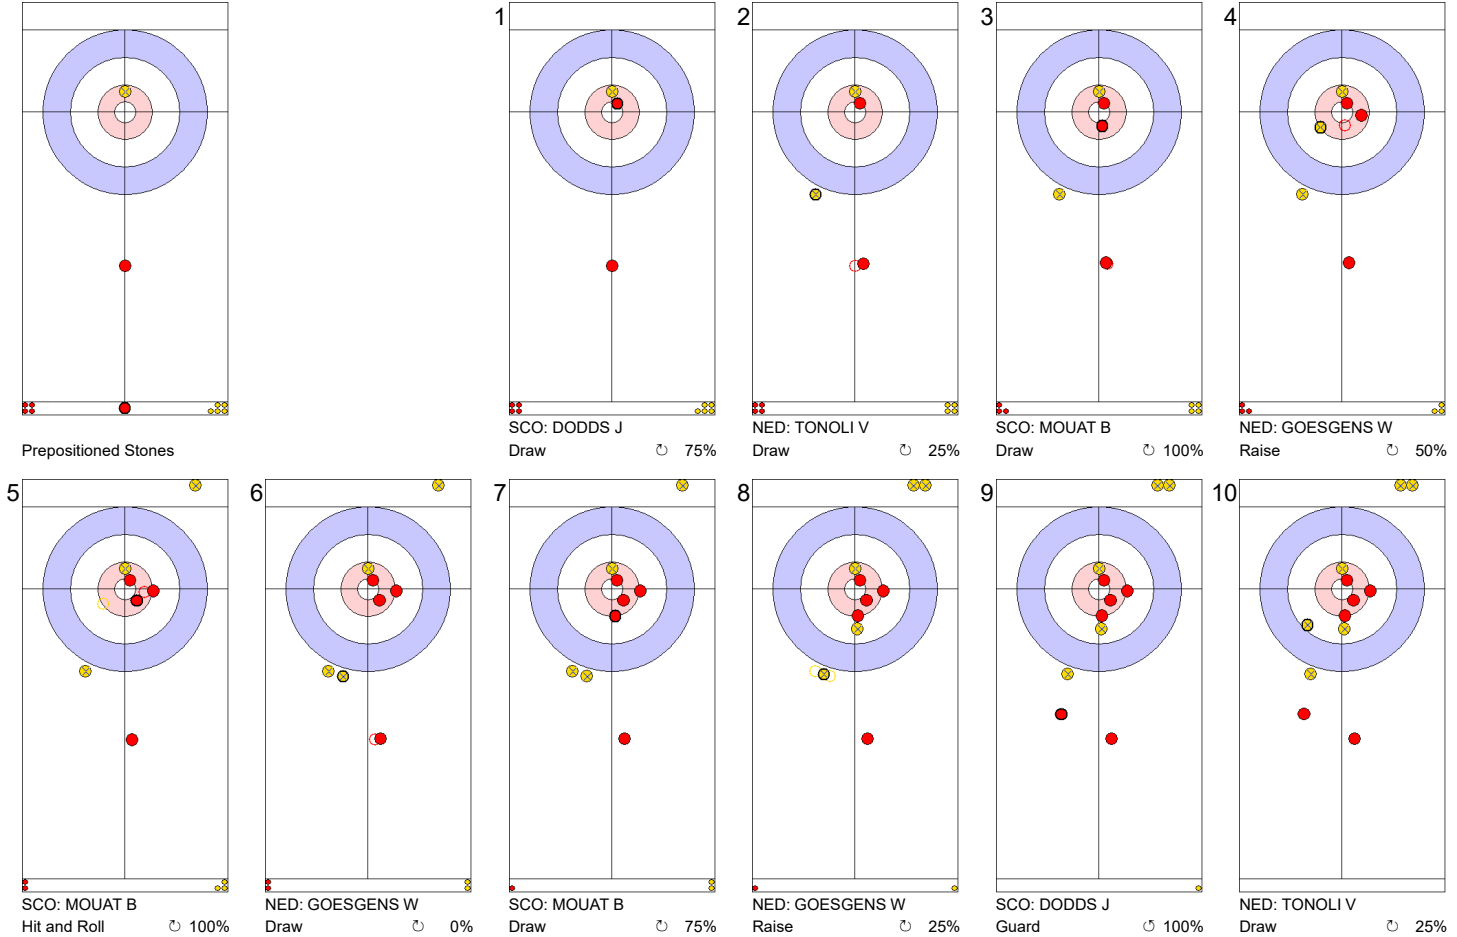 1
2
3
4
Prepositioned Stones
SCO: DODDS J
Draw ↻ 75%
NED: TONOLI V
Draw ↻ 25%
SCO: MOUAT B
Draw ↻ 100%
NED: GOESGENS W
Raise ↻ 50%
5
6
7
8
9
10
SCO: MOUAT B
Hit and Roll ↻ 100%
NED: GOESGENS W
Draw ↻ 0%
SCO: MOUAT B
Draw ↻ 75%
NED: GOESGENS W
Raise ↻ 25%
SCO: DODDS J
Guard ↺ 100%
NED: TONOLI V
Draw ↻ 25%